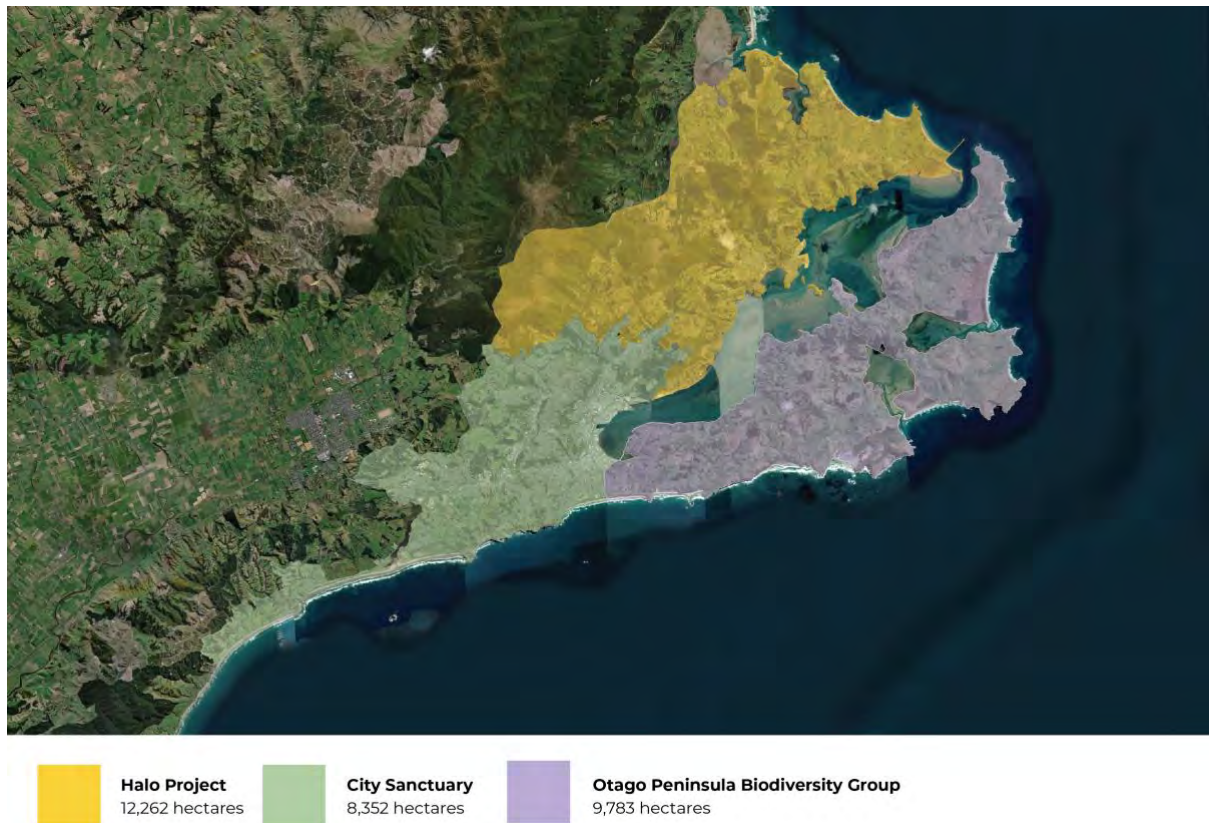 Halo Project
12,262 hectares
City Sanctuary
8,352 hectares
Otago Peninsula Biodiversity Group
9,783 hectares